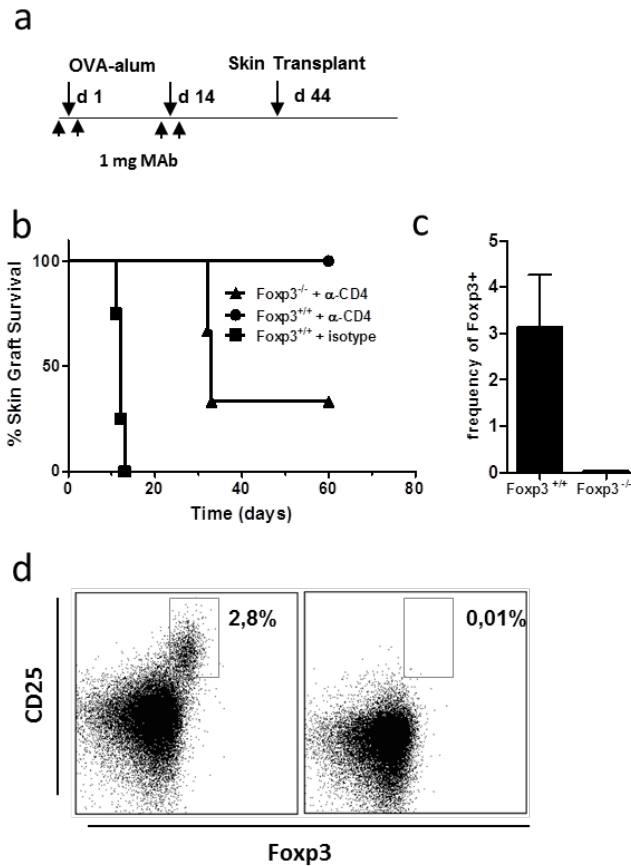 a
OVA-alum
Skin Transplant
d 1
d 14
d 44
1 mg MAb
b
% Skin Graft Survival
100
50
0
Foxp3-/- + α-CD4
Foxp3+/+ + α-CD4
Foxp3+/+ + isotype
0 20 40 60 80
Time (days)
c
frequency of Foxp3+
5
4
3
2
1
0
Foxp3 +/+ Foxp3 -/-
d
CD25
2,8%
0,01%
Foxp3